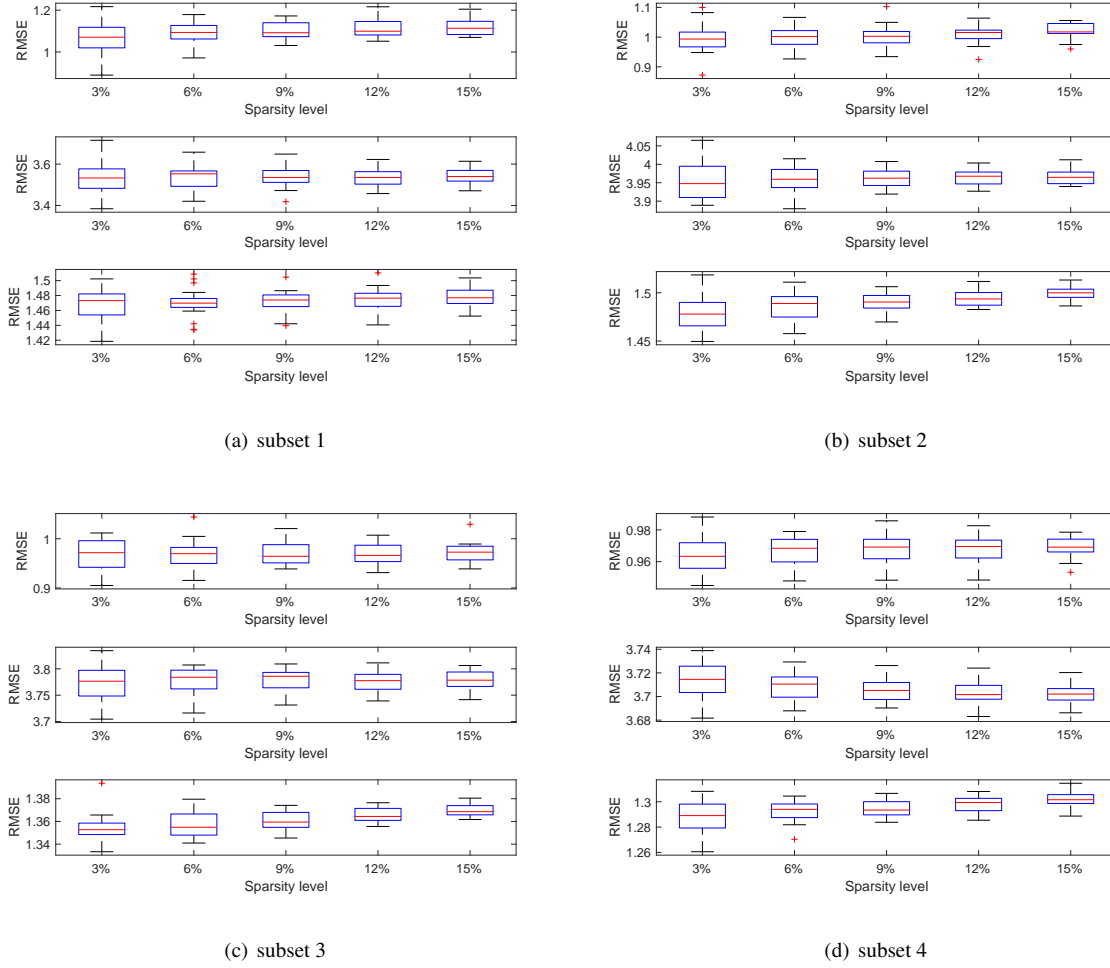 1.2
1
RMSE
3% 6% 9% 12% 15%
Sparsity level
3.6
3.4
RMSE
3% 6% 9% 12% 15%
Sparsity level
1.5
1.48
1.46
1.44
1.42
RMSE
3% 6% 9% 12% 15%
Sparsity level
(a) subset 1
1.1
1
0.9
RMSE
3% 6% 9% 12% 15%
Sparsity level
4.05
4
3.95
3.9
RMSE
3% 6% 9% 12% 15%
Sparsity level
1.5
1.45
RMSE
3% 6% 9% 12% 15%
Sparsity level
(b) subset 2
1
0.9
RMSE
3% 6% 9% 12% 15%
Sparsity level
3.8
3.75
3.7
RMSE
3% 6% 9% 12% 15%
Sparsity level
1.38
1.36
1.34
RMSE
3% 6% 9% 12% 15%
Sparsity level
(c) subset 3
0.98
0.96
RMSE
3% 6% 9% 12% 15%
Sparsity level
3.74
3.72
3.7
3.68
RMSE
3% 6% 9% 12% 15%
Sparsity level
1.3
1.28
1.26
RMSE
3% 6% 9% 12% 15%
Sparsity level
(d) subset 4